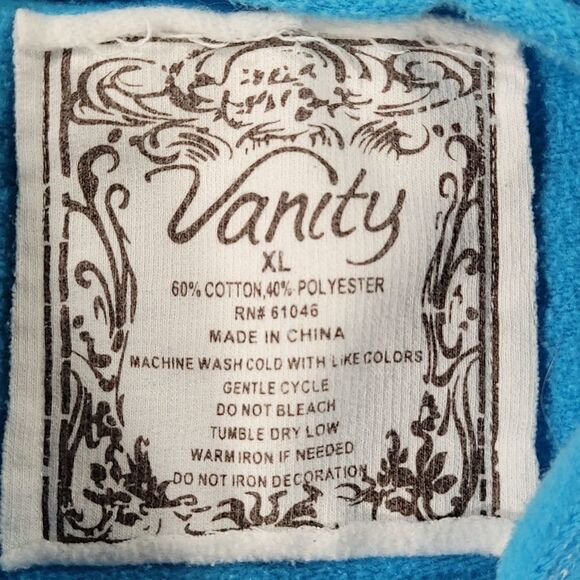 Vanity
XL
60% COTTON,40% POLYESTER
RN# 61046
MADE IN CHINA
MACHINE WASH COLD WITH LIKE COLORS
GENTLE CYCLE
DO NOT BLEACH
TUMBLE DRY LOW
WARM IRON IF NEEDED
DO NOT IRON DECORATION